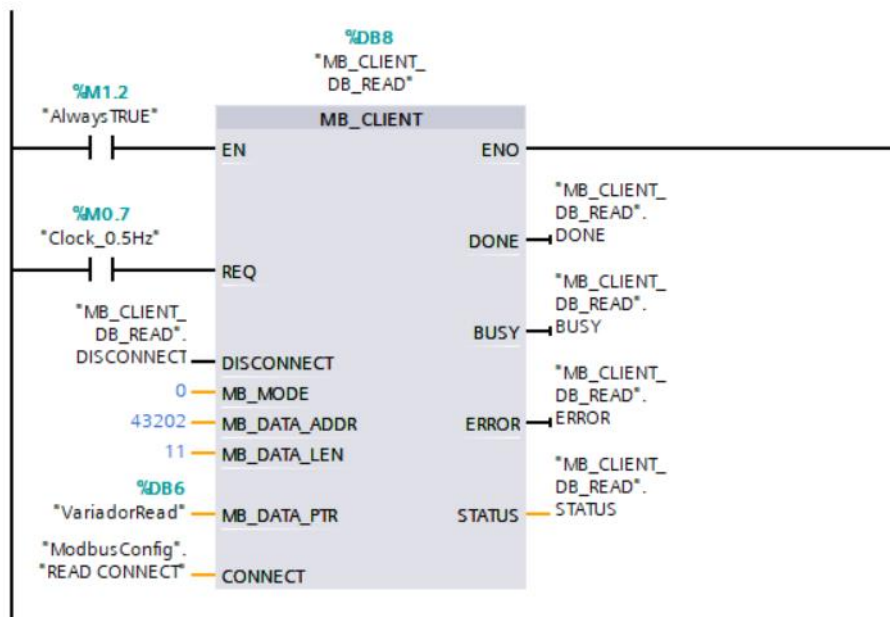 %DB8
"MB_CLIENT_
DB_READ"
%M1.2
"AlwaysTRUE"
MB_CLIENT
EN
ENO
%M0.7
"Clock_0.5Hz"
REQ
"MB_CLIENT_
DB_READ".
DONE
DONE
"MB_CLIENT_
DB_READ".
DISCONNECT
DISCONNECT
"MB_CLIENT_
DB_READ".
BUSY
BUSY
0
MB_MODE
43202
MB_DATA_ADDR
"MB_CLIENT_
DB_READ".
ERROR
ERROR
11
MB_DATA_LEN
%DB6
"VariadorRead"
MB_DATA_PTR
"MB_CLIENT_
DB_READ".
STATUS
STATUS
"ModbusConfig".
"READ CONNECT"
CONNECT